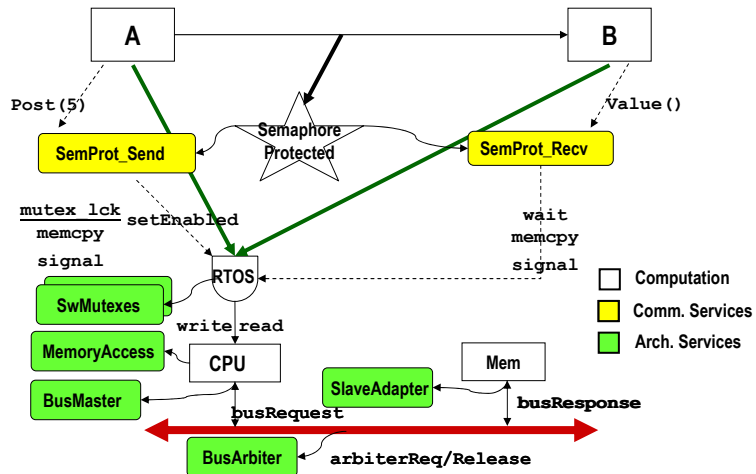 A
B
Post(5)
Value()
Semaphore
Protected
SemProt_Send
SemProt_Recv
mutex_lck
setEnabled
memcpy
signal
wait
memcpy
signal
RTOS
Computation
Comm. Services
Arch. Services
SwMutexes
write
read
MemoryAccess
CPU
Mem
BusMaster
SlaveAdapter
busRequest
busResponse
BusArbiter
arbiterReq/Release